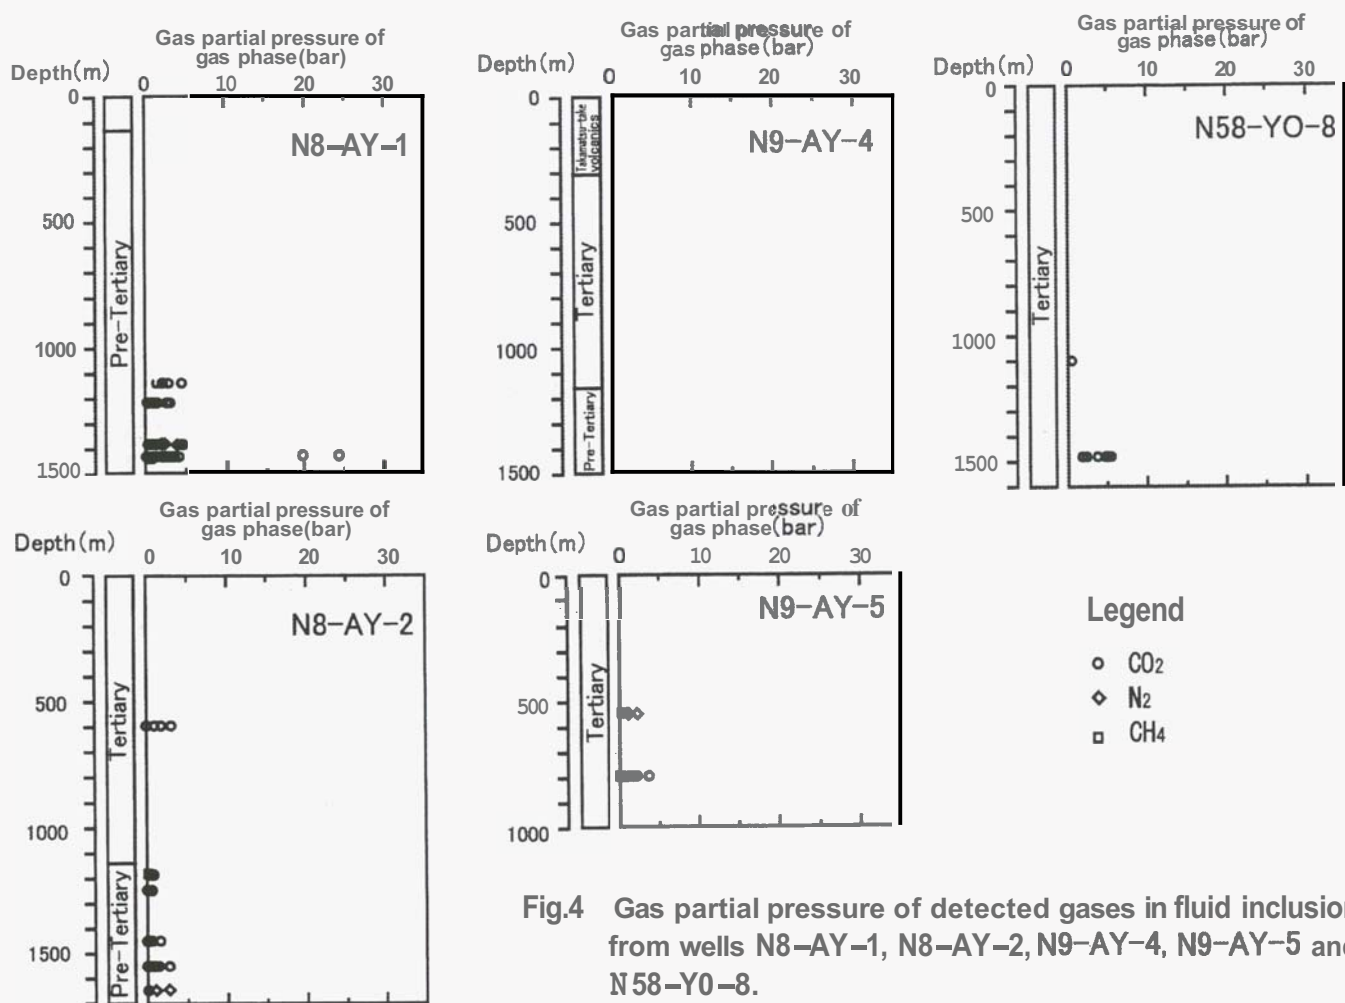 Gas partial pressure of
gas phase(bar)
Depth(m) 0 10 20 30
0
500
1000
1500
Pre-Tertiary
N8-AY-1
Gas partial pressure of
gas phase(bar)
Depth(m) 0 10 20 30
0
500
1000
1500
Takamatsu-take
volcanics
Tertiary
Pre-Tertiary
N9-AY-4
Gas partial pressure of
gas phase(bar)
Depth(m) 0 10 20 30
0
500
1000
1500
Tertiary
N58-YO-8
Gas partial pressure of
gas phase(bar)
Depth(m) 0 10 20 30
0
500
1000
1500
Tertiary
Pre-Tertiary
N8-AY-2
Gas partial pressure of
gas phase(bar)
Depth(m) 0 10 20 30
0
500
1000
Tertiary
N9-AY-5
Legend
CO2
N2
CH4
Fig.4 Gas partial pressure of detected gases in fluid inclusion
from wells N8-AY-1, N8-AY-2, N9-AY-4, N9-AY-5 and
N58-Y0-8.